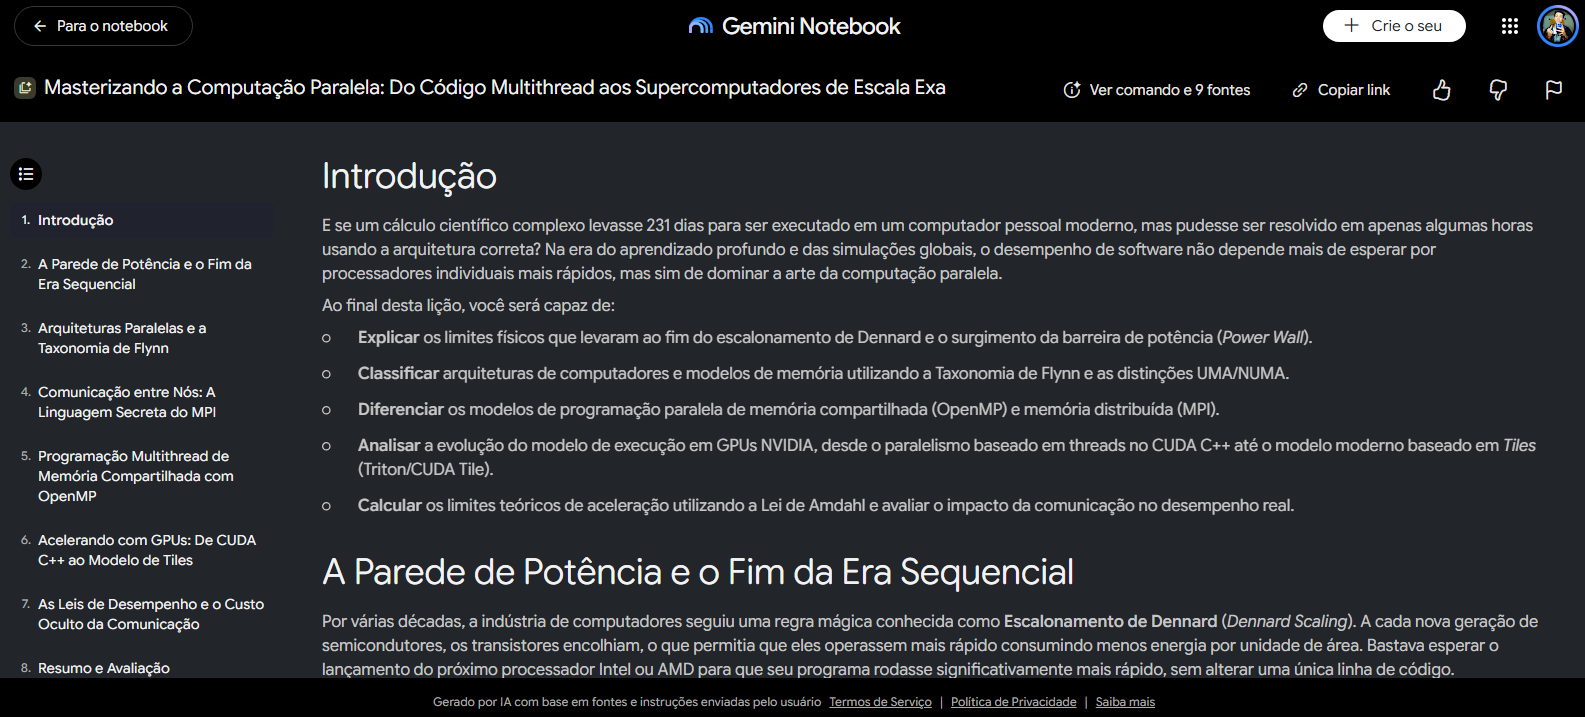 Para o notebook
Gemini Notebook
Crie o seu
Masterizando a Computação Paralela: Do Código Multithread aos Supercomputadores de Escala Exa
Ver comando e 9 fontes
Copiar link
1. Introdução
2. A Parede de Potência e o Fim da
Era Sequencial
3. Arquiteturas Paralelas e a
Taxonomia de Flynn
4. Comunicação entre Nós: A
Linguagem Secreta do MPI
5. Programação Multithread de
Memória Compartilhada com
OpenMP
6. Acelerando com GPUs: De CUDA
C++ ao Modelo de Tiles
7. As Leis de Desempenho e o Custo
Oculto da Comunicação
8. Resumo e Avaliação
Introdução
E se um cálculo científico complexo levasse 231 dias para ser executado em um computador pessoal moderno, mas pudesse ser resolvido em apenas algumas horas
usando a arquitetura correta? Na era do aprendizado profundo e das simulações globais, o desempenho de software não depende mais de esperar por
processadores individuais mais rápidos, mas sim de dominar a arte da computação paralela.
Ao final desta lição, você será capaz de:
Explicar os limites físicos que levaram ao fim do escalonamento de Dennard e o surgimento da barreira de potência (Power Wall).
Classificar arquiteturas de computadores e modelos de memória utilizando a Taxonomia de Flynn e as distinções UMA/NUMA.
Diferenciar os modelos de programação paralela de memória compartilhada (OpenMP) e memória distribuída (MPI).
Analisar a evolução do modelo de execução em GPUs NVIDIA, desde o paralelismo baseado em threads no CUDA C++ até o modelo moderno baseado em Tiles
(Triton/CUDA Tile).
Calcular os limites teóricos de aceleração utilizando a Lei de Amdahl e avaliar o impacto da comunicação no desempenho real.
A Parede de Potência e o Fim da Era Sequencial
Por várias décadas, a indústria de computadores seguiu uma regra mágica conhecida como Escalonamento de Dennard (Dennard Scaling). A cada nova geração de
semicondutores, os transistores encolhiam, o que permitia que eles operassem mais rápido consumindo menos energia por unidade de área. Bastava esperar o
lançamento do próximo processador Intel ou AMD para que seu programa rodasse significativamente mais rápido, sem alterar uma única linha de código.
Gerado por IA com base em fontes e instruções enviadas pelo usuário Termos de Serviço | Política de Privacidade | Saiba mais